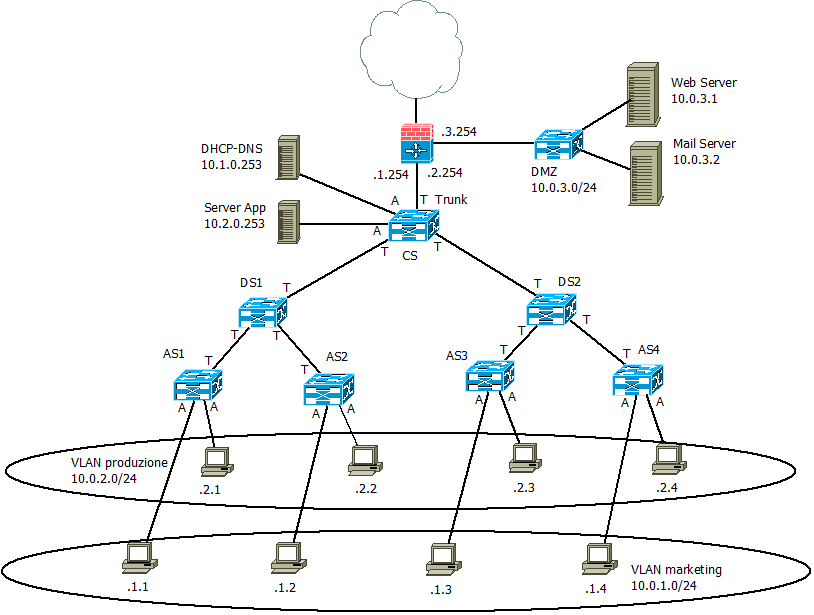 Web Server
10.0.3.1
.3.254
DHCP-DNS
10.1.0.253
Mail Server
10.0.3.2
.1.254
.2.254
DMZ
10.0.3.0/24
Server App
10.2.0.253
A
T
Trunk
A
CS
T
T
DS1
T
T
DS2
T
T
T
T
T
AS1
T
AS2
T
AS3
T
AS4
T
A
A
A
A
A
A
A
A
VLAN produzione
10.0.2.0/24
.2.1
.2.2
.2.3
.2.4
.1.1
.1.2
.1.3
.1.4
VLAN marketing
10.0.1.0/24